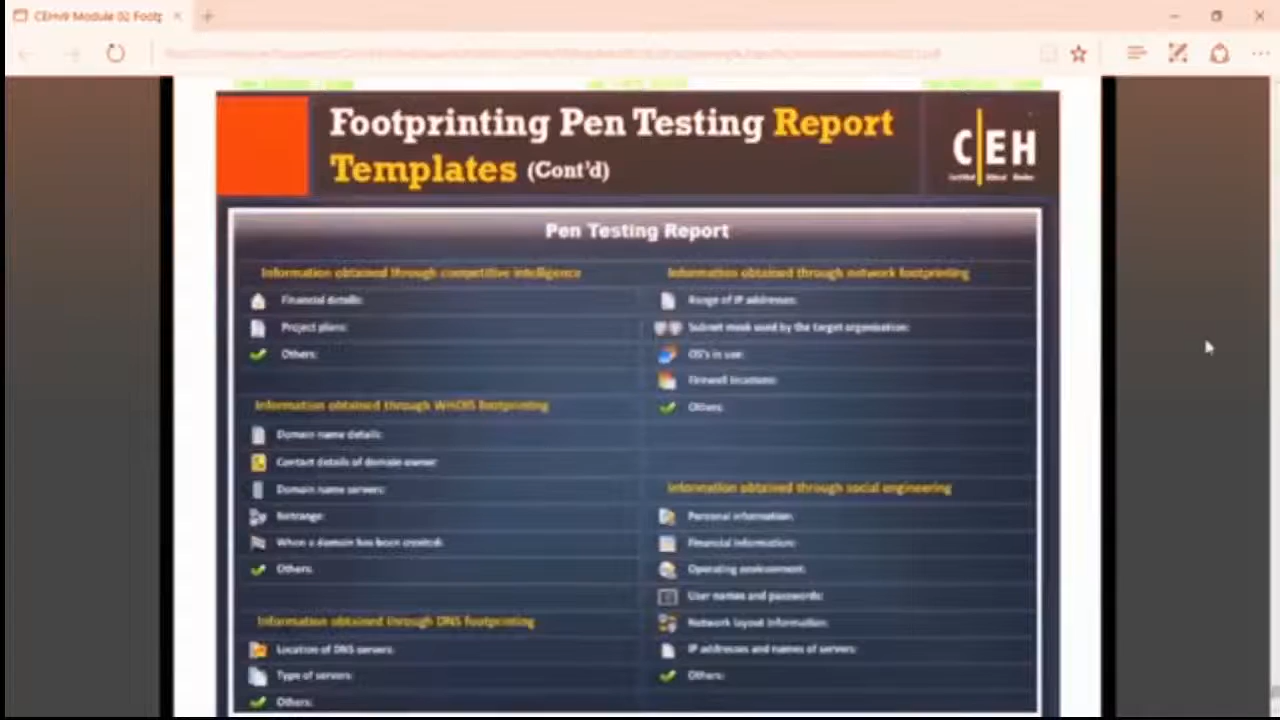 CEHv9 Module 02 Footp
Footprinting Pen Testing Report
Templates (Cont'd)
C|EH
Certified Ethical Hacker
Pen Testing Report
Information obtained through competitive intelligence
Financial details:
Project plans:
Others:
Information obtained through WHOIS footprinting
Domain name details:
Contact details of domain owner:
Domain name servers:
Netrange:
When a domain has been created:
Others:
Information obtained through DNS footprinting
Location of DNS servers:
Type of servers:
Others:
Information obtained through network footprinting
Range of IP addresses:
Subnet mask used by the target organization:
OS's in use:
Firewall locations:
Others:
Information obtained through social engineering
Personal information:
Financial information:
Operating environment:
User names and passwords:
Network layout information:
IP addresses and names of servers:
Others: